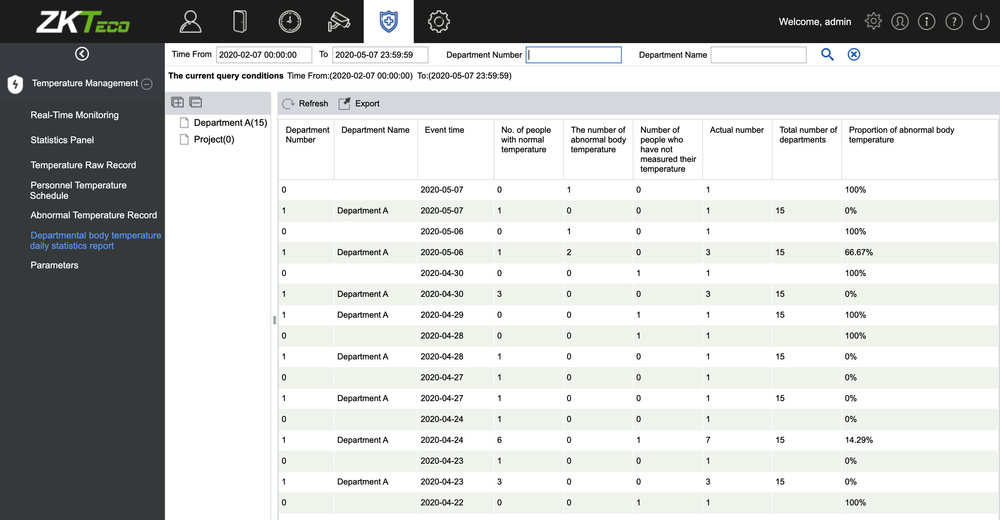 ZKTeco
Welcome, admin
Time From 2020-02-07 00:00:00 To 2020-05-07 23:59:59 Department Number Department Name
The current query conditions Time From:(2020-02-07 00:00:00) To:(2020-05-07 23:59:59)
Temperature Management
Real-Time Monitoring
Statistics Panel
Temperature Raw Record
Personnel Temperature
Schedule
Abnormal Temperature Record
Departmental body temperature
daily statistics report
Parameters
Department A(15)
Project(0)
Refresh Export
Department Number Department Name Event time No. of people with normal temperature The number of abnormal body temperature Number of people who have not measured their temperature Actual number Total number of departments Proportion of abnormal body temperature
0 2020-05-07 0 1 0 1 100%
1 Department A 2020-05-07 1 0 0 1 15 0%
0 2020-05-06 0 1 0 1 100%
1 Department A 2020-05-06 1 2 0 3 15 66.67%
0 2020-04-30 0 0 1 1 100%
1 Department A 2020-04-30 3 0 0 3 15 0%
1 Department A 2020-04-29 0 0 1 1 15 100%
0 2020-04-28 0 0 1 1 100%
1 Department A 2020-04-28 1 0 0 1 15 0%
0 2020-04-27 1 0 0 1 0%
1 Department A 2020-04-27 1 0 0 1 15 0%
0 2020-04-24 1 0 0 1 0%
1 Department A 2020-04-24 6 0 1 7 15 14.29%
0 2020-04-23 1 0 0 1 0%
1 Department A 2020-04-23 3 0 0 3 15 0%
0 2020-04-22 0 0 1 1 100%